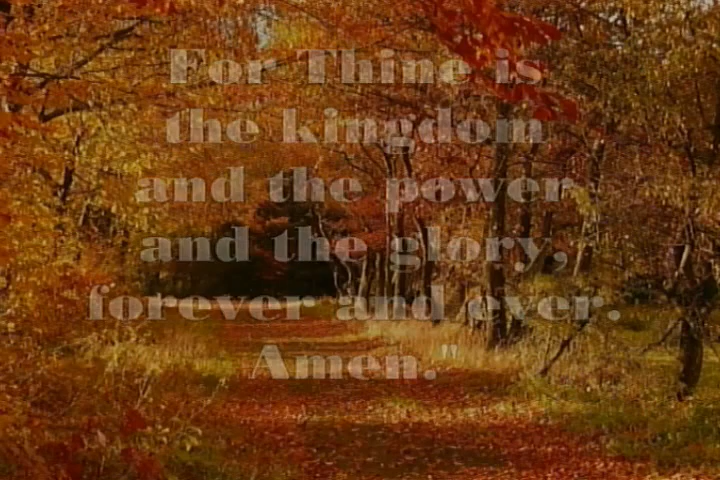 For Thine is
the kingdom
and the power
and the glory,
forever and ever.
Amen."